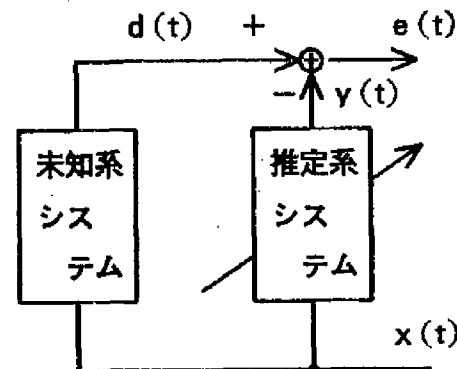 d(t) + e(t)
− y(t)
未知系
システム
推定系
システム
x(t)